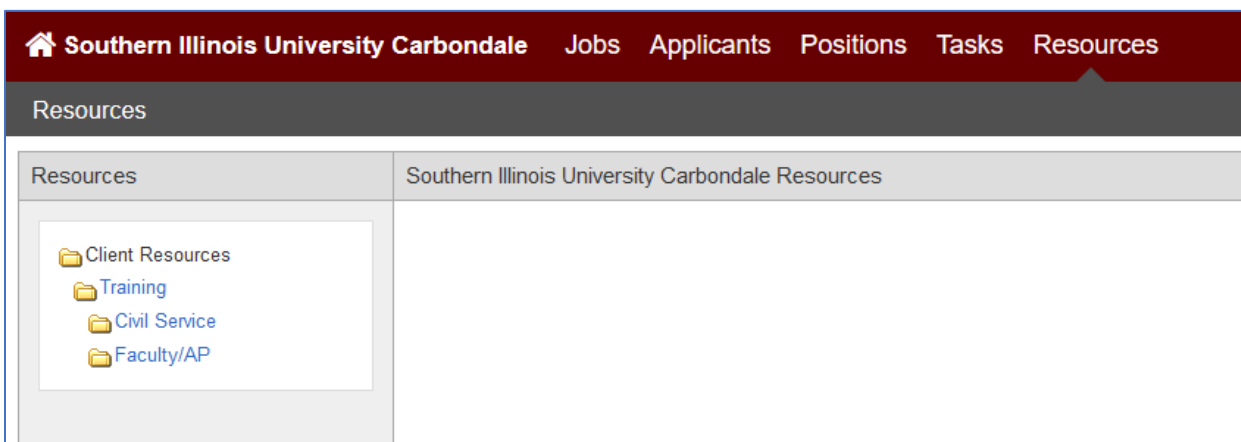 Southern Illinois University Carbondale Jobs Applicants Positions Tasks Resources
Resources
Resources Southern Illinois University Carbondale Resources
Client Resources
Training
Civil Service
Faculty/AP